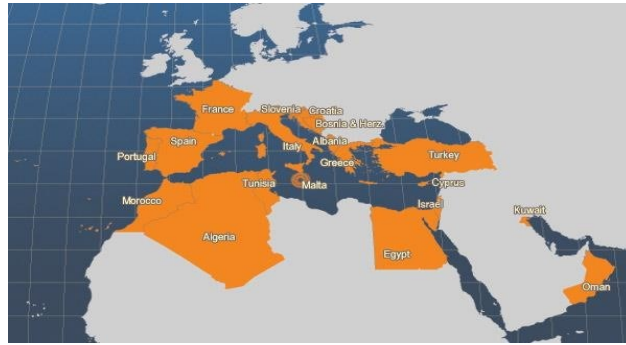 France
Slovenia
Croatia
Bosnia & Herz.
Spain
Italy
Albania
Portugal
Greece
Turkey
Tunisia
Malta
Cyprus
Morocco
Israel
Kuwait
Algeria
Egypt
Oman